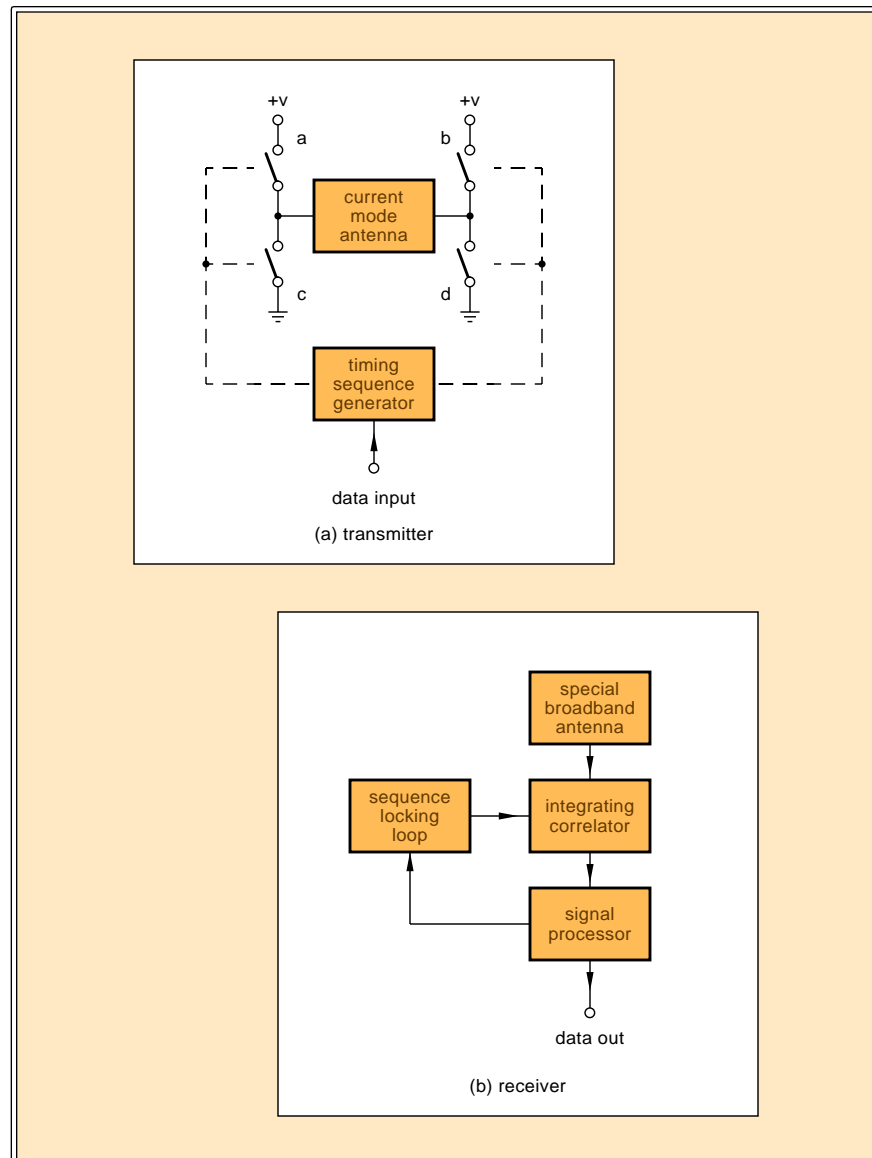 +v
+v
a
b
current
mode
antenna
c
d
timing
sequence
generator
data input
(a) transmitter
special
broadband
antenna
sequence
locking
loop
integrating
correlator
signal
processor
data out
(b) receiver